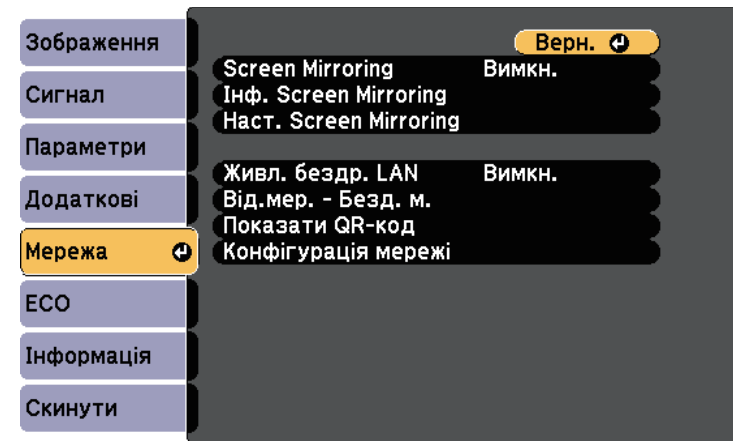 Зображення
Сигнал
Параметри
Додаткові
Мережа
ECO
Інформація
Скинути
Верн.
Screen Mirroring Вимкн.
Інф. Screen Mirroring
Наст. Screen Mirroring
Живл. бездр. LAN Вимкн.
Від.мер. - Безд. м.
Показати QR-код
Конфігурація мережі